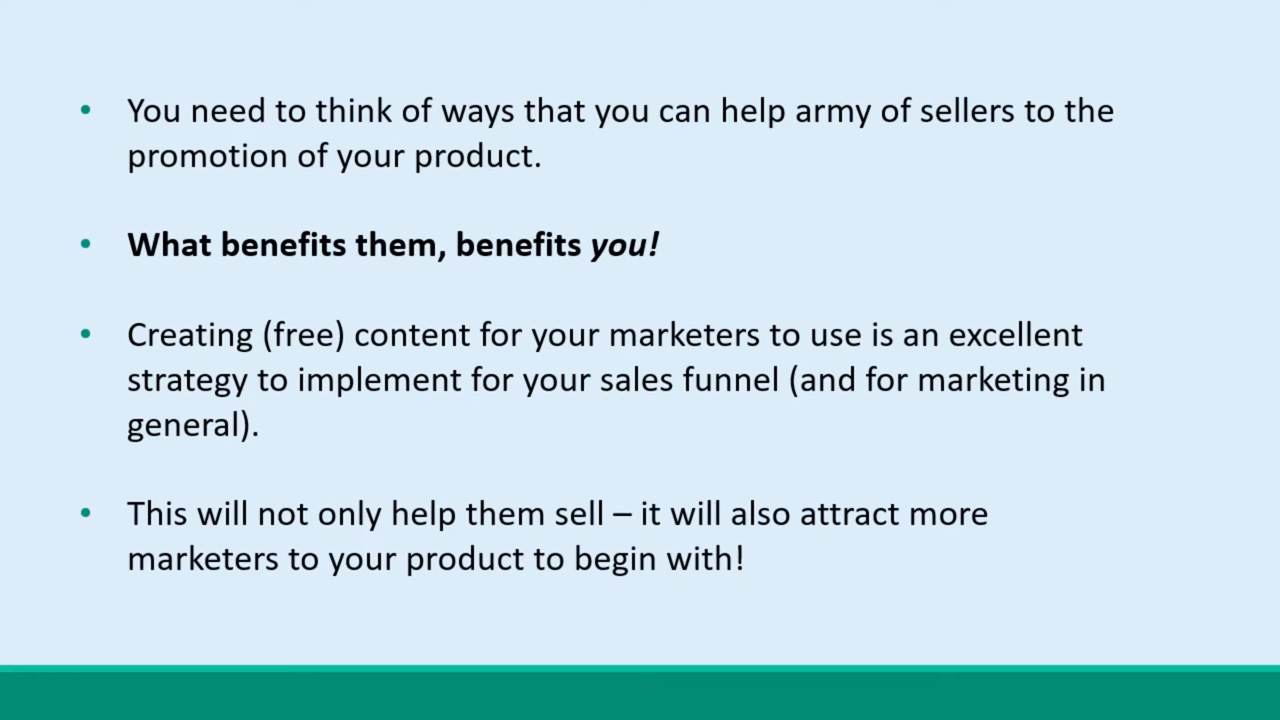 • You need to think of ways that you can help army of sellers to the
promotion of your product.
• What benefits them, benefits you!
• Creating (free) content for your marketers to use is an excellent
strategy to implement for your sales funnel (and for marketing in
general).
• This will not only help them sell – it will also attract more
marketers to your product to begin with!